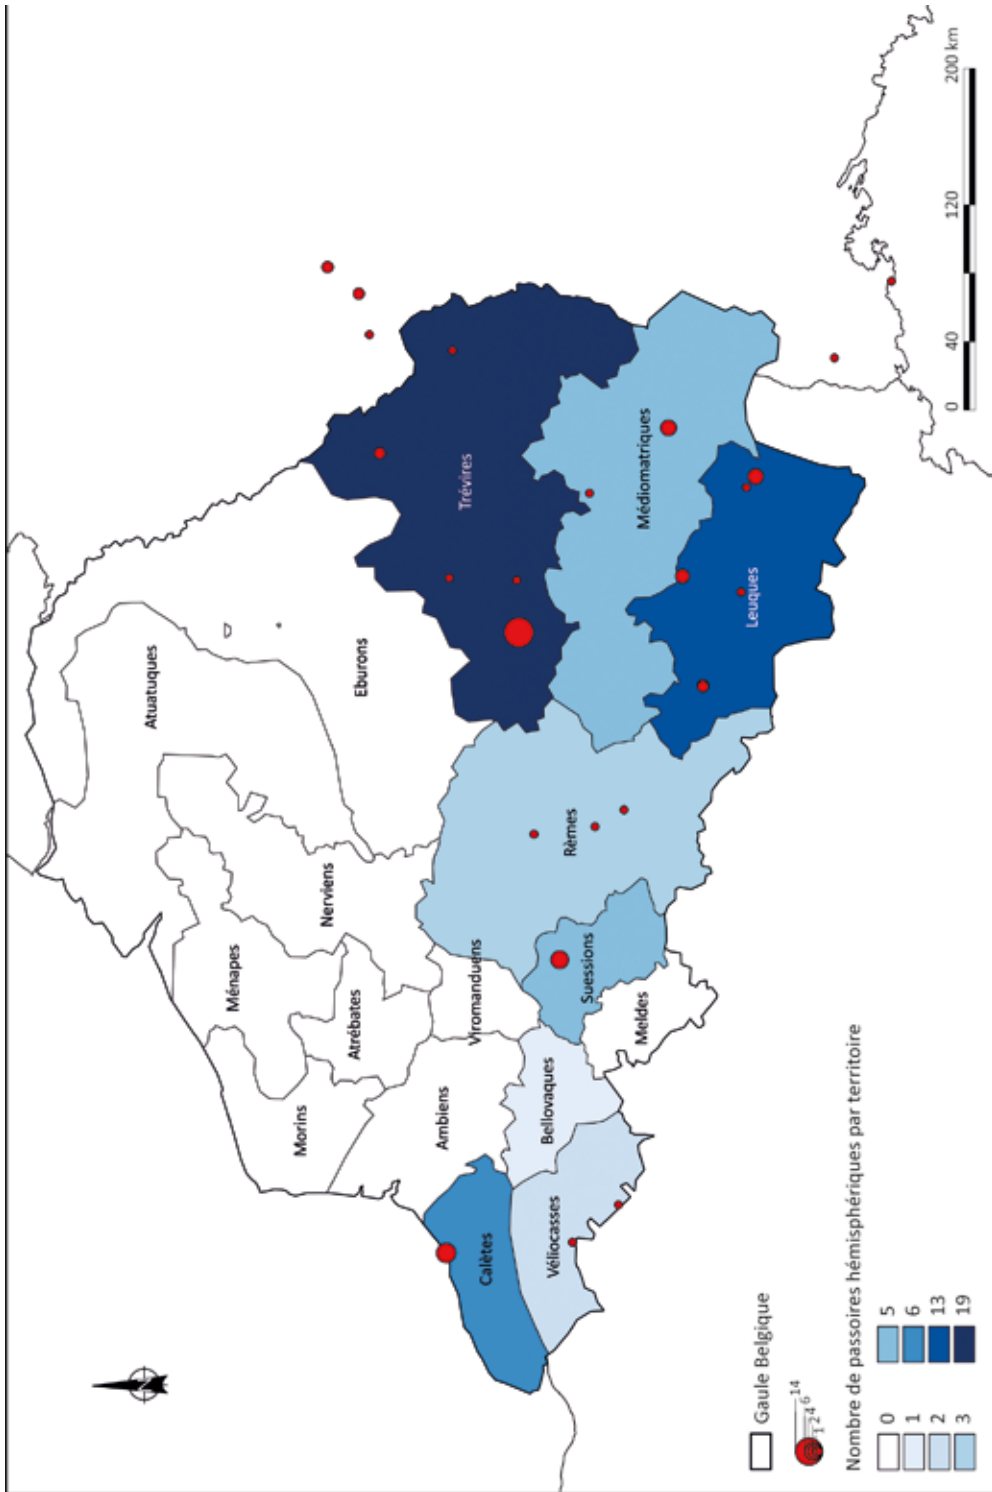 Atuatuques
Eburons
Ménapes
Nerviens
Morins
Atrébates
Ambiens
Viromanduens
Trévires
Calètes
Véliocasses
Bellovaques
Suessions
Rèmes
Médiomatriques
Meldes
Leuques
Gaule Belgique
14
6
4
2
1
Nombre de passoires hémisphériques par territoire
0 5
1 6
2 13
3 19
0 40 120 200 km
N